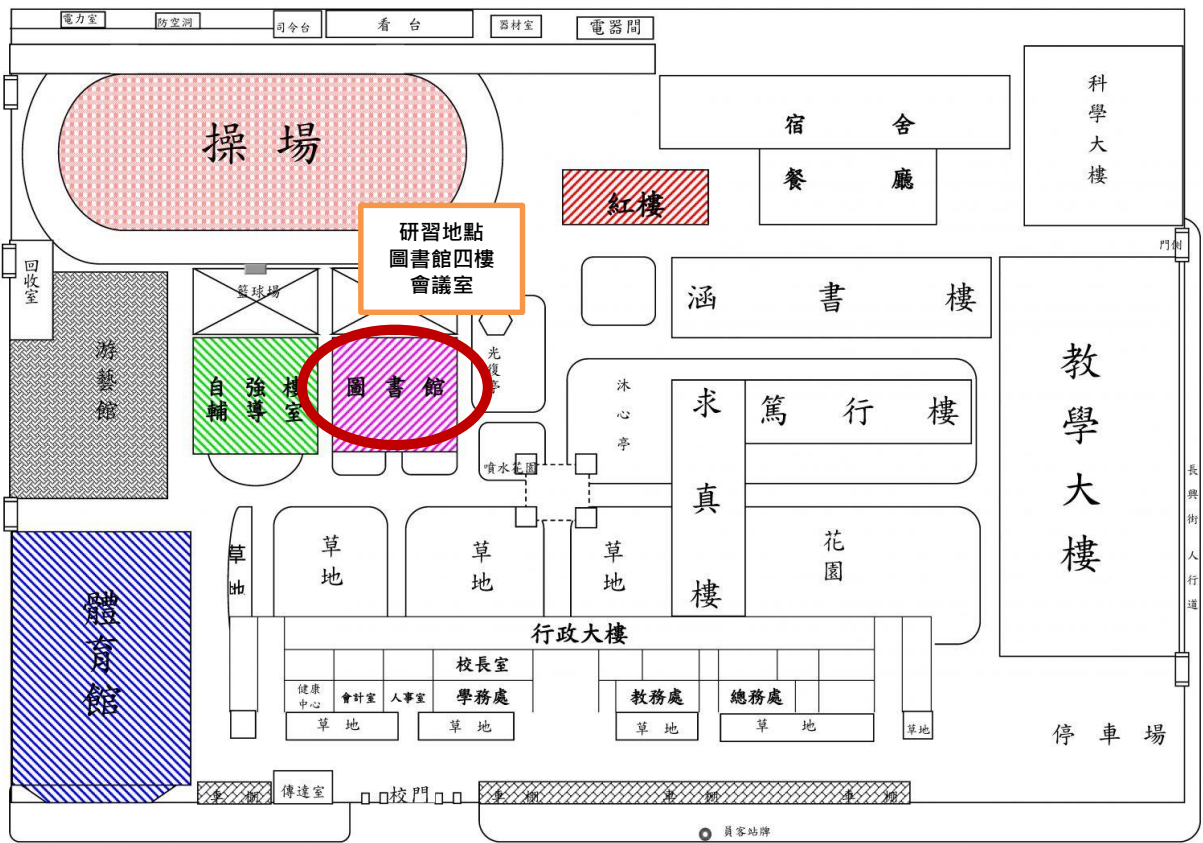 電力室
防空洞
司令台
看台
器材室
電器間
操場
宿舍
餐廳
科學大樓
紅樓
研習地點
圖書館四樓
會議室
門側
回收室
籃球場
涵書樓
游藝館
自強樓
輔導室
圖書館
光復亭
沐心亭
求真樓
篤行樓
教學大樓
噴水花園
長興街人行道
草地
草地
草地
草地
花園
體育館
行政大樓
校長室
健康中心
會計室
人事室
學務處
教務處
總務處
草地
草地
草地
草地
草地
停車場
車棚
傳達室
校門
車棚
車棚
車棚
員客站牌